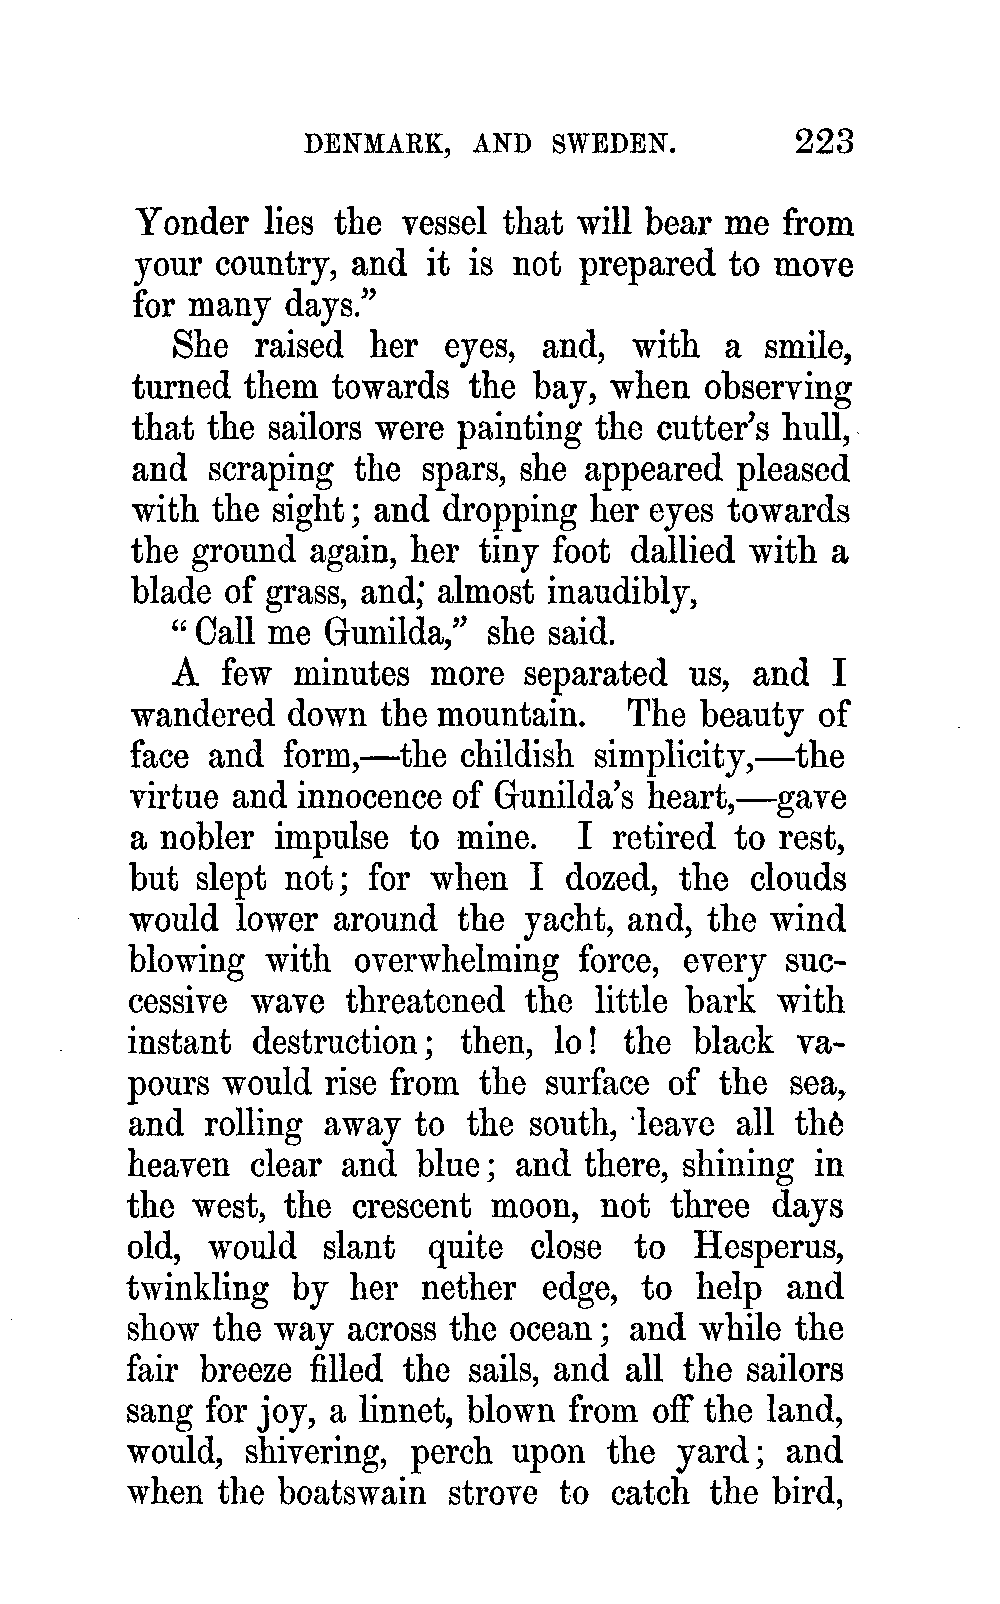 DENMARK, AND SWEDEN. 223
Yonder lies the vessel that will bear me from
your country, and it is not prepared to move
for many days.”
She raised her eyes, and, with a smile,
turned them towards the bay, when observing
that the sailors were painting the cutter’s hull,
and scraping the spars, she appeared pleased
with the sight; and dropping her eyes towards
the ground again, her tiny foot dallied with a
blade of grass, and; almost inaudibly,
“Call me Gunilda,” she said.
A few minutes more separated us, and I
wandered down the mountain. The beauty of
face and form,—the childish simplicity,—the
virtue and innocence of Gunilda’s heart,—gave
a nobler impulse to mine. I retired to rest,
but slept not; for when I dozed, the clouds
would lower around the yacht, and, the wind
blowing with overwhelming force, every suc-
cessive wave threatened the little bark with
instant destruction; then, lo! the black va-
pours would rise from the surface of the sea,
and rolling away to the south, leave all the
heaven clear and blue; and there, shining in
the west, the crescent moon, not three days
old, would slant quite close to Hesperus,
twinkling by her nether edge, to help and
show the way across the ocean; and while the
fair breeze filled the sails, and all the sailors
sang for joy, a linnet, blown from off the land,
would, shivering, perch upon the yard; and
when the boatswain strove to catch the bird,